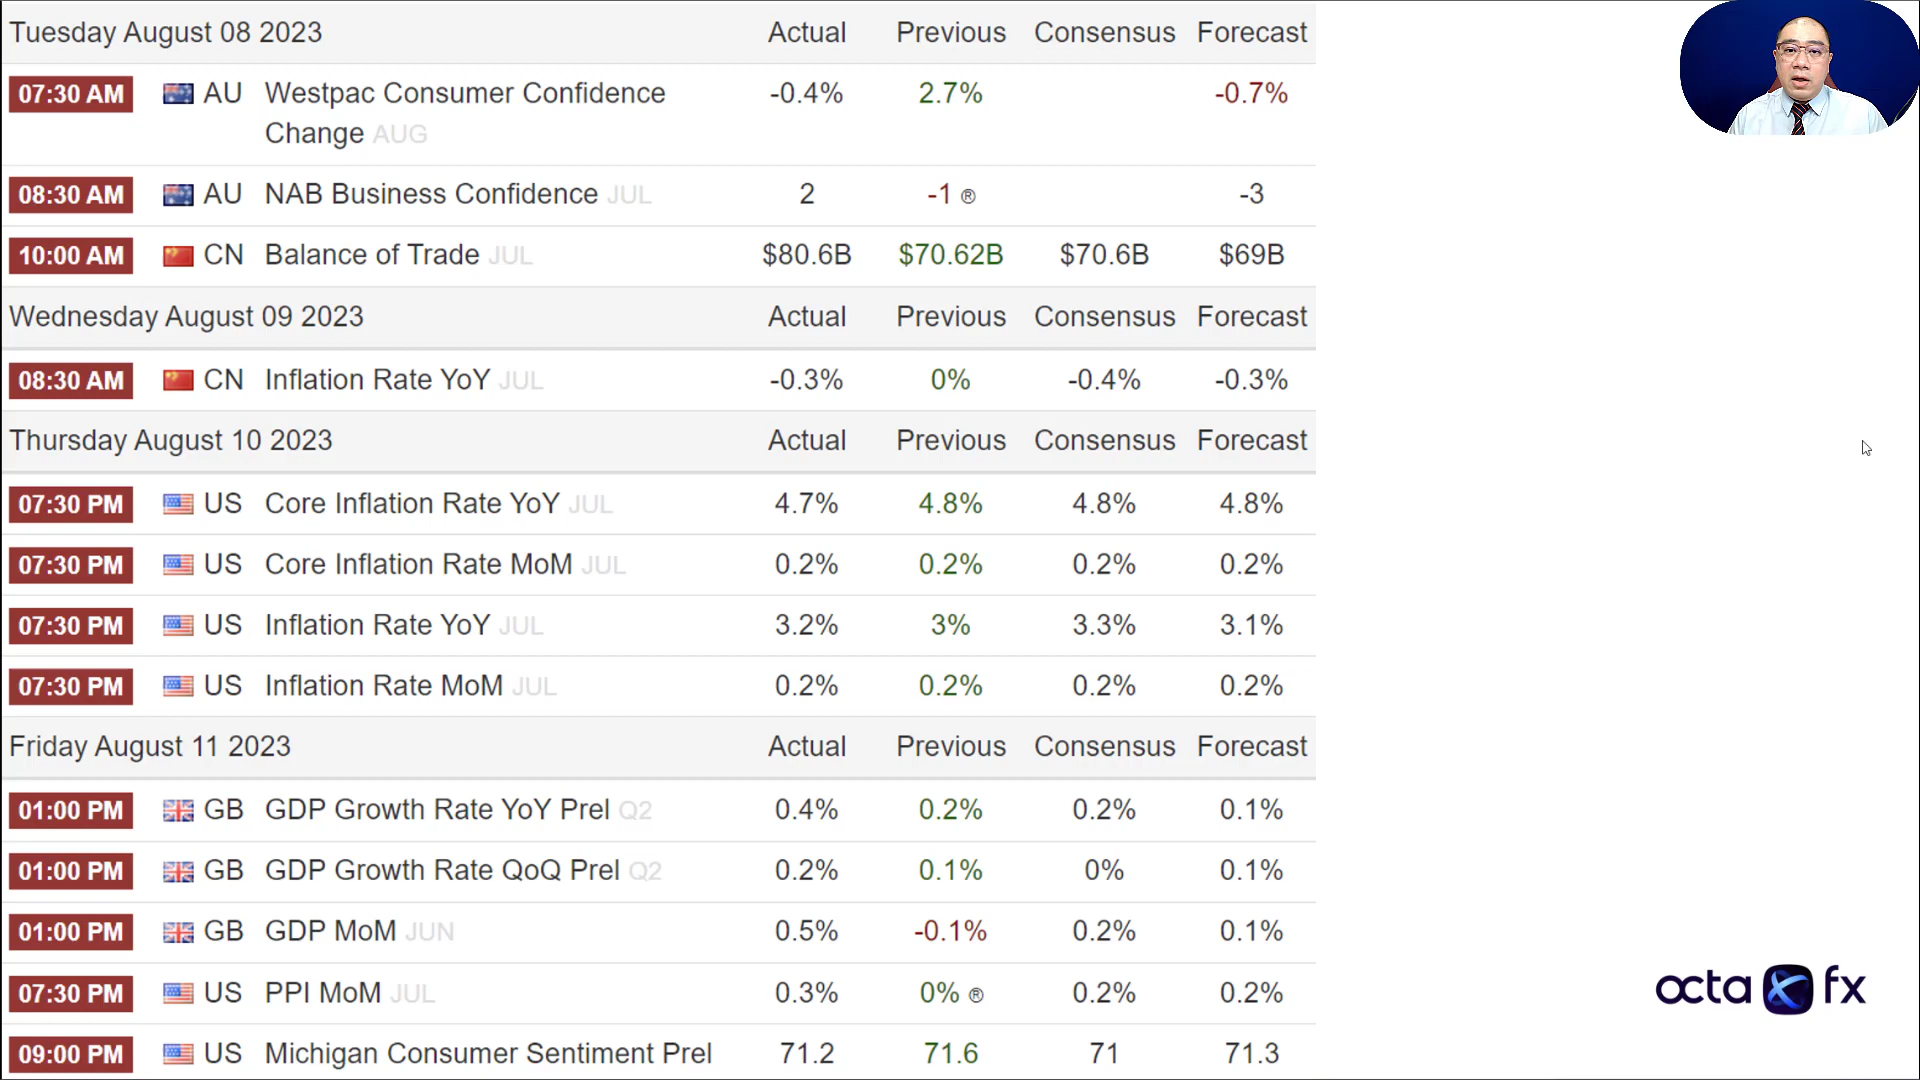 Tuesday August 08 2023 Actual Previous Consensus Forecast
07:30 AM AU Westpac Consumer Confidence -0.4% 2.7% -0.7%
Change AUG
08:30 AM AU NAB Business Confidence JUL 2 -1 ® -3
10:00 AM CN Balance of Trade JUL $80.6B $70.62B $70.6B $69B
Wednesday August 09 2023 Actual Previous Consensus Forecast
08:30 AM CN Inflation Rate YoY JUL -0.3% 0% -0.4% -0.3%
Thursday August 10 2023 Actual Previous Consensus Forecast
07:30 PM US Core Inflation Rate YoY JUL 4.7% 4.8% 4.8% 4.8%
07:30 PM US Core Inflation Rate MoM JUL 0.2% 0.2% 0.2% 0.2%
07:30 PM US Inflation Rate YoY JUL 3.2% 3% 3.3% 3.1%
07:30 PM US Inflation Rate MoM JUL 0.2% 0.2% 0.2% 0.2%
Friday August 11 2023 Actual Previous Consensus Forecast
01:00 PM GB GDP Growth Rate YoY Prel Q2 0.4% 0.2% 0.2% 0.1%
01:00 PM GB GDP Growth Rate QoQ Prel Q2 0.2% 0.1% 0% 0.1%
01:00 PM GB GDP MoM JUN 0.5% -0.1% 0.2% 0.1%
07:30 PM US PPI MoM JUL 0.3% 0% ® 0.2% 0.2%
09:00 PM US Michigan Consumer Sentiment Prel 71.2 71.6 71 71.3
octa fx